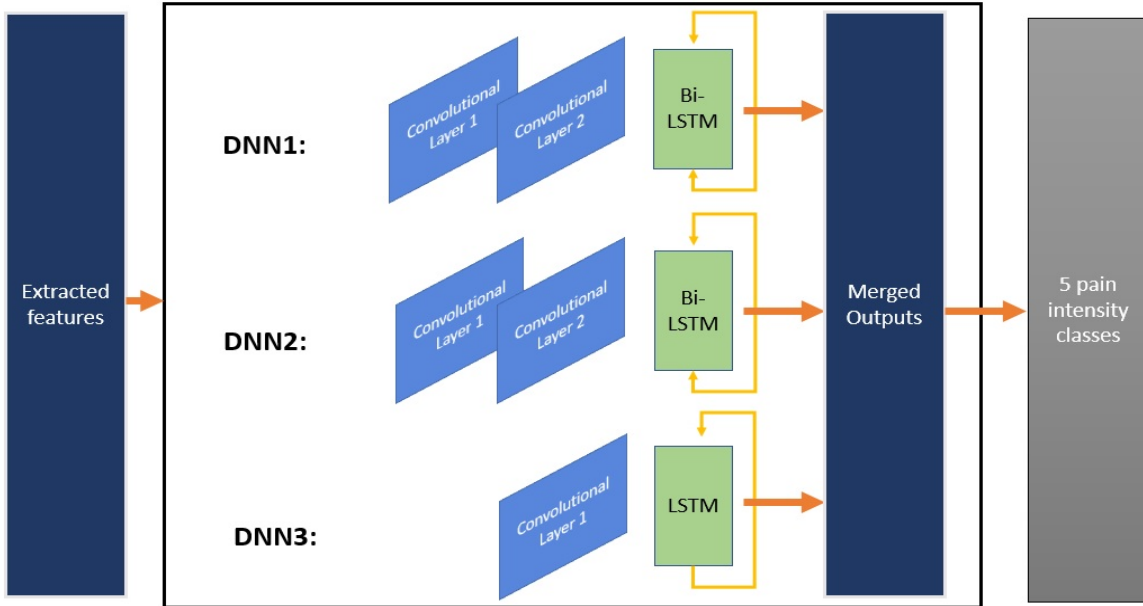 Extracted
features
DNN1:
Convolutional
Layer 1
Convolutional
Layer 2
Bi-
LSTM
DNN2:
Convolutional
Layer 1
Convolutional
Layer 2
Bi-
LSTM
DNN3:
Convolutional
Layer 1
LSTM
Merged
Outputs
5 pain
intensity
classes